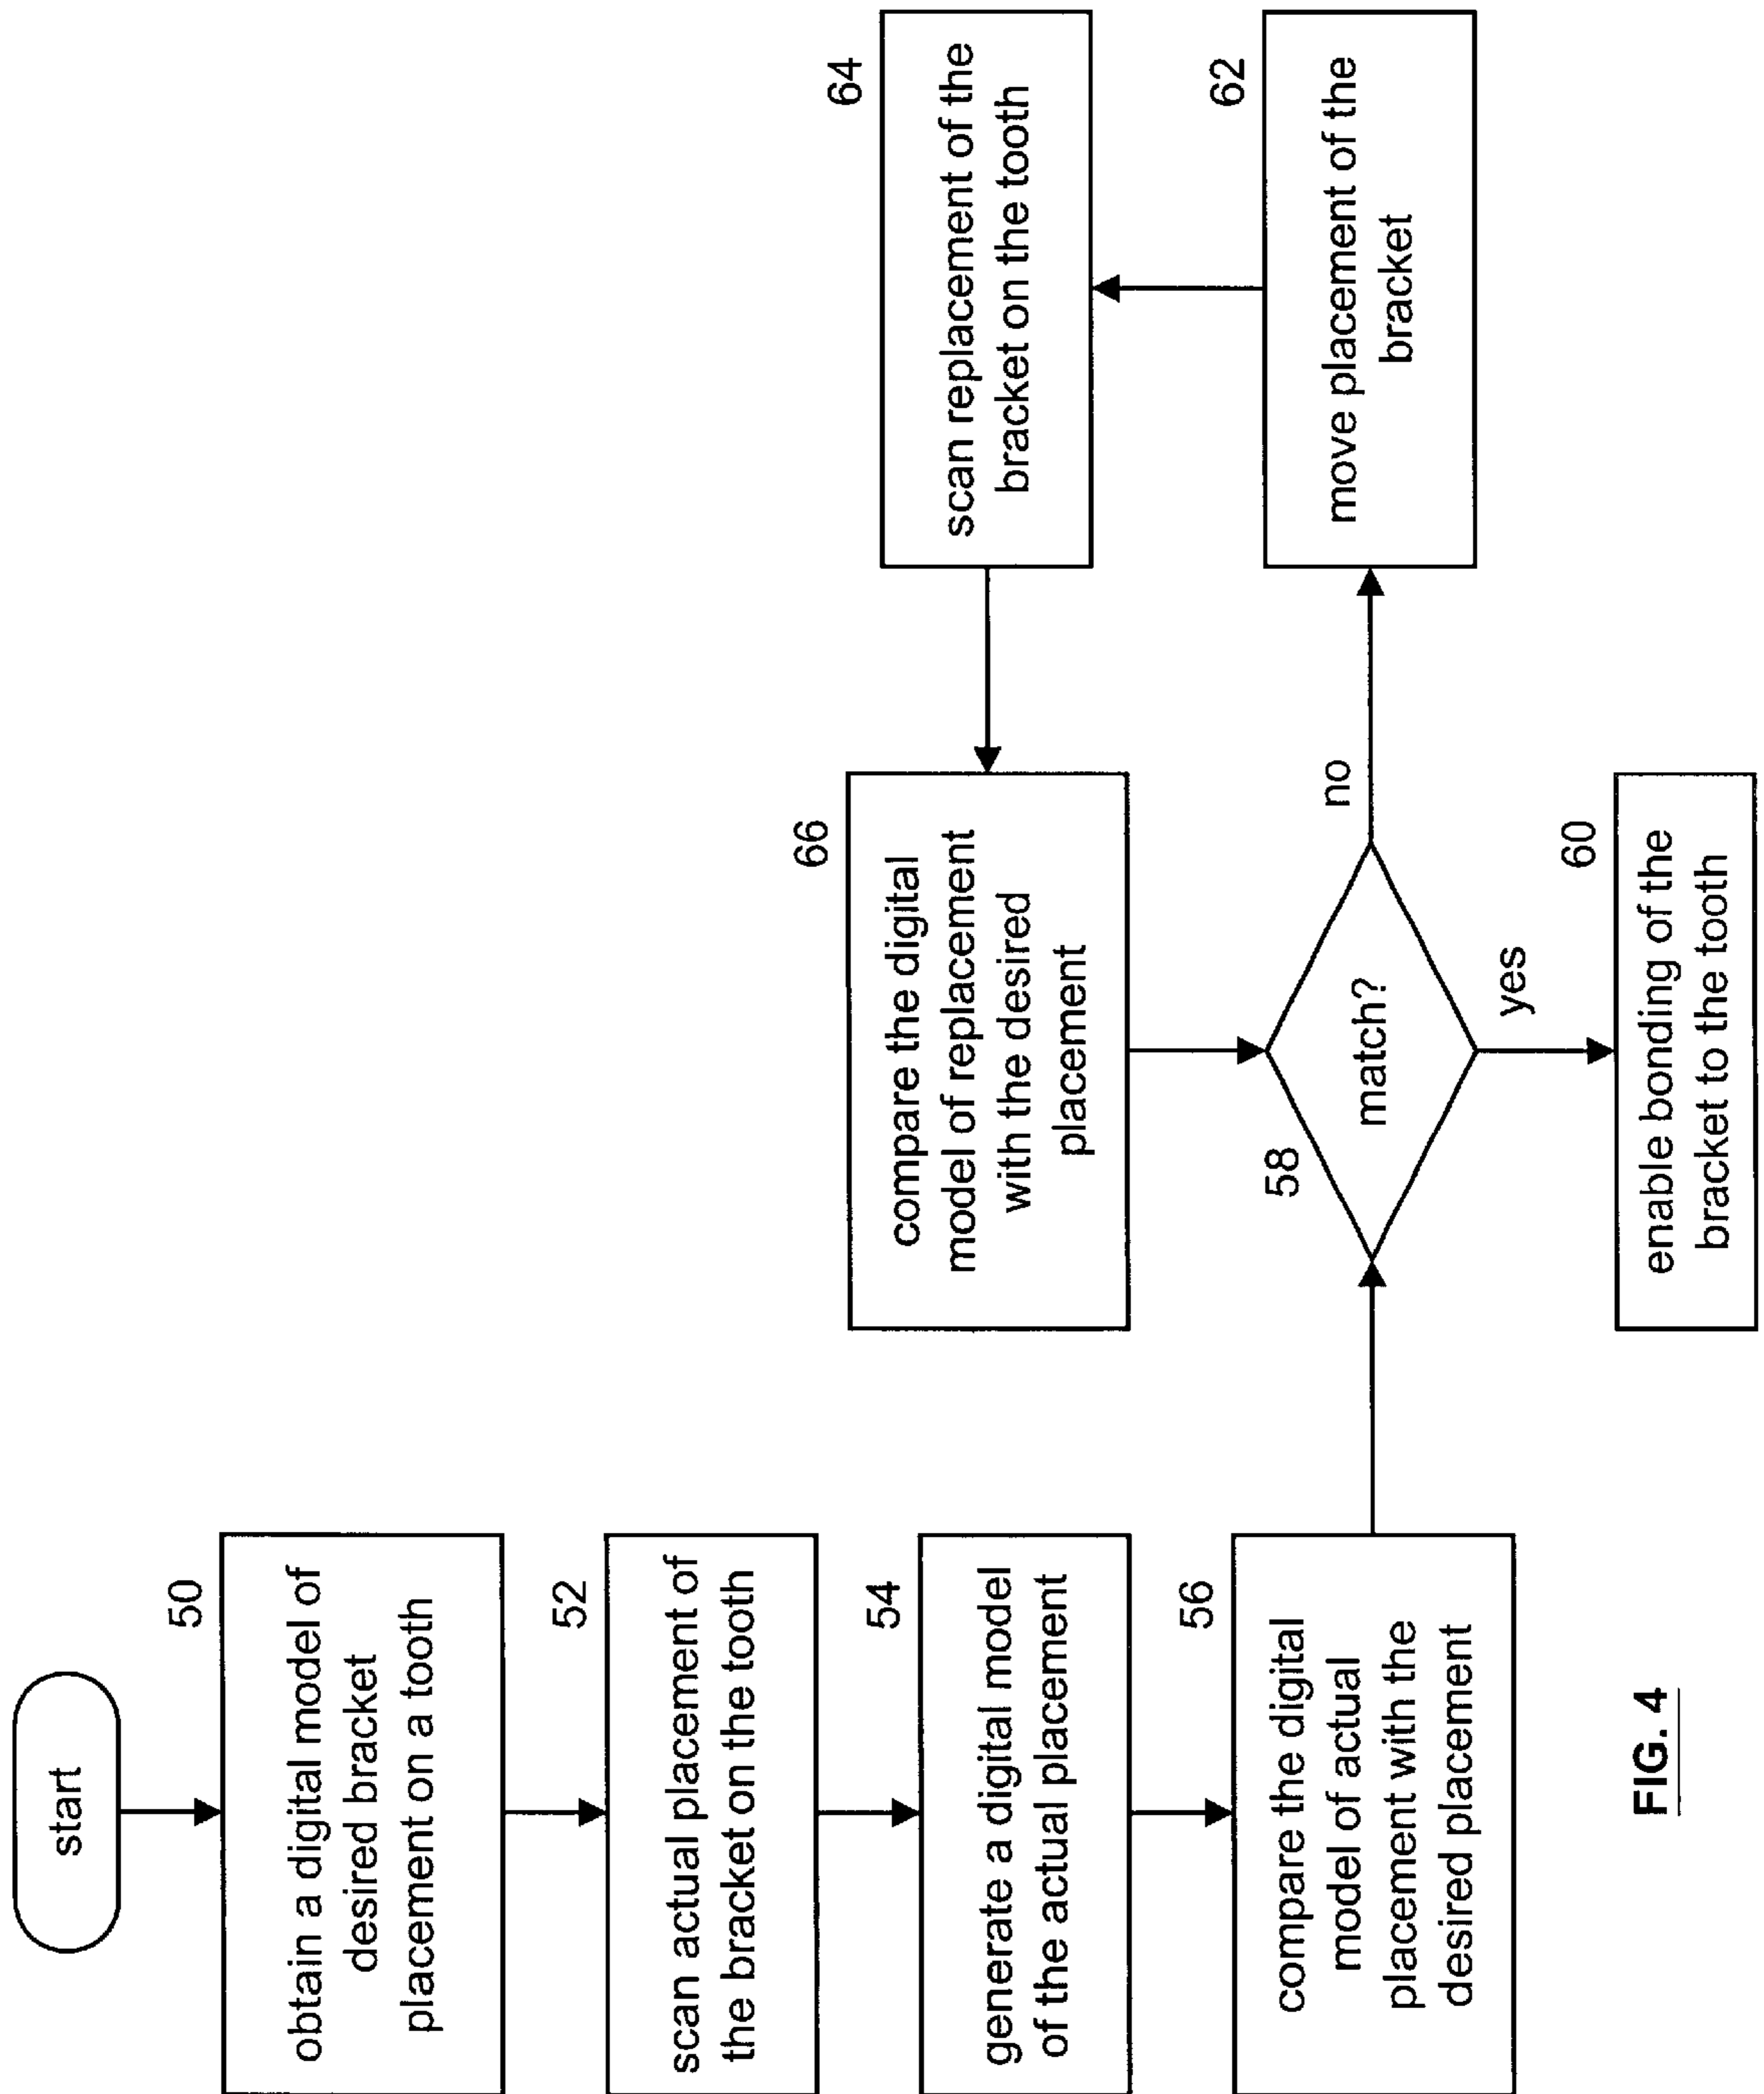 start
50
obtain a digital model of
desired bracket
placement on a tooth
52
scan actual placement of
the bracket on the tooth
54
generate a digital model
of the actual placement
56
compare the digital
model of actual
placement with the
desired placement
58
match?
yes
no
60
enable bonding of the
bracket to the tooth
62
move placement of the
bracket
64
scan replacement of the
bracket on the tooth
66
compare the digital
model of replacement
with the desired
placement
FIG. 4